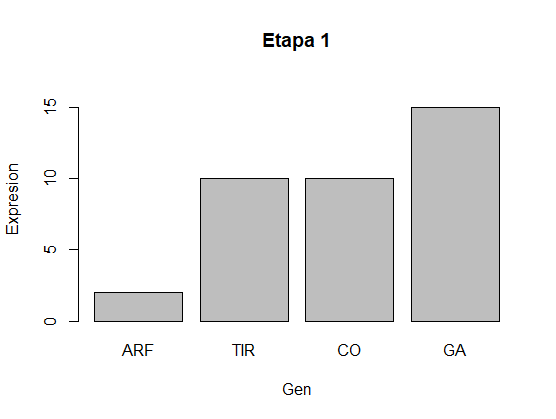 Etapa 1
Expresion
15
10
5
0
ARF TIR CO GA
Gen